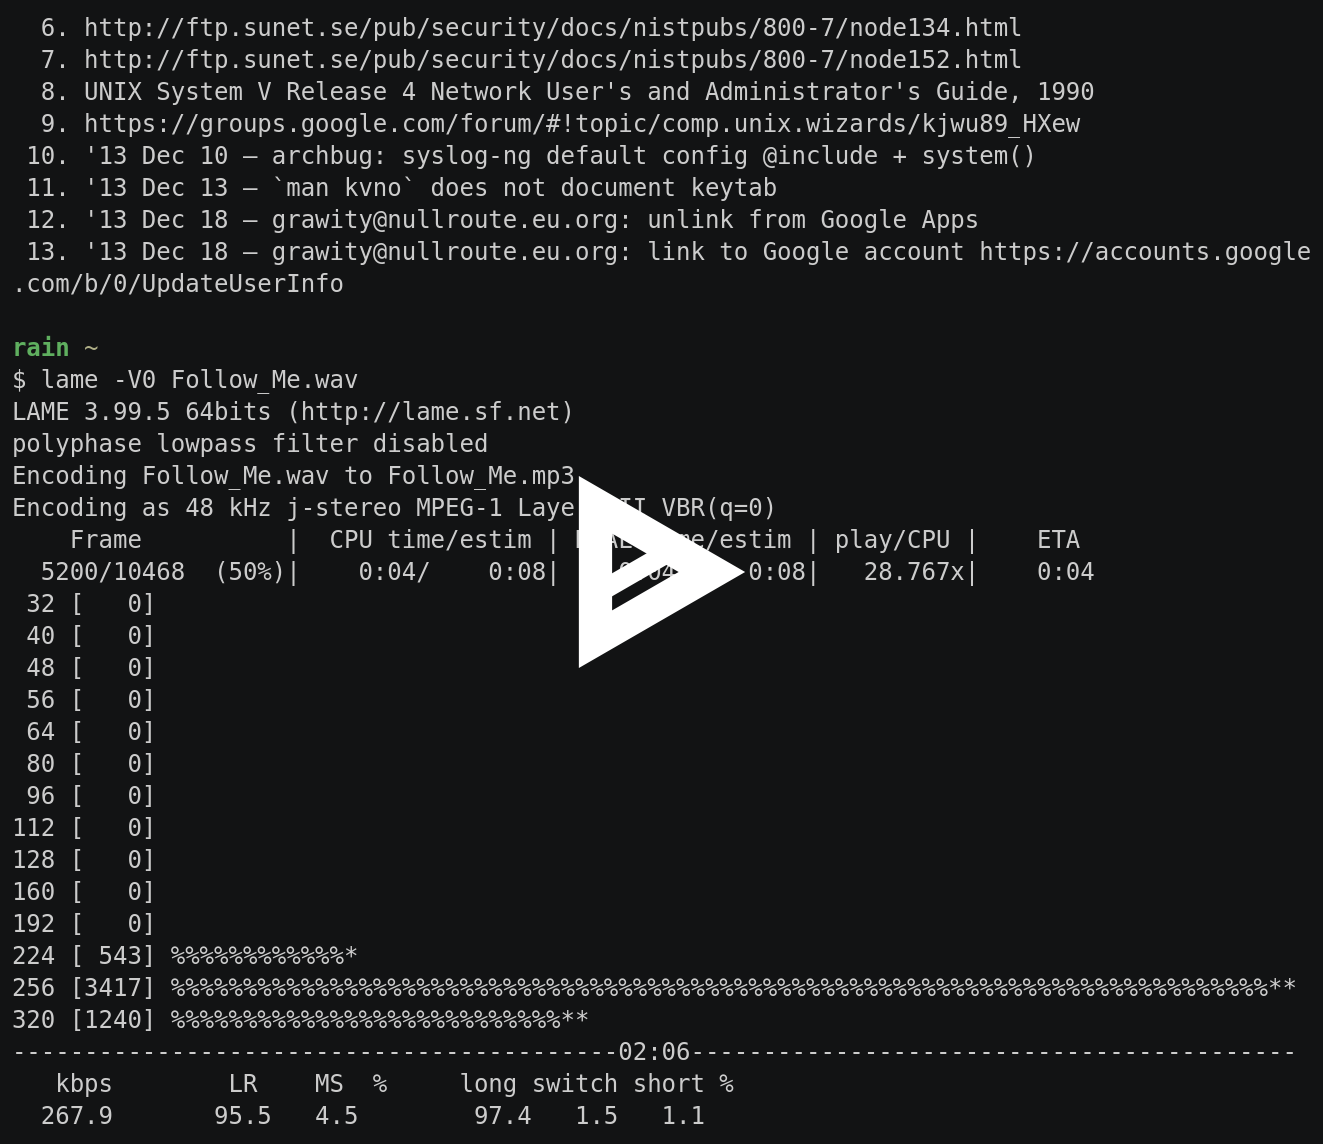 6. http://ftp.sunet.se/pub/security/docs/nistpubs/800-7/node134.html
7. http://ftp.sunet.se/pub/security/docs/nistpubs/800-7/node152.html
8. UNIX System V Release 4 Network User's and Administrator's Guide, 1990
9. https://groups.google.com/forum/#!topic/comp.unix.wizards/kjwu89_HXew
10. '13 Dec 10 — archbug: syslog-ng default config @include + system()
11. '13 Dec 13 — `man kvno` does not document keytab
12. '13 Dec 18 — grawity@nullroute.eu.org: unlink from Google Apps
13. '13 Dec 18 — grawity@nullroute.eu.org: link to Google account https://accounts.google
.com/b/0/UpdateUserInfo
rain ~
$ lame -V0 Follow_Me.wav
LAME 3.99.5 64bits (http://lame.sf.net)
polyphase lowpass filter disabled
Encoding Follow_Me.wav to Follow_Me.mp3
Encoding as 48 kHz j-stereo MPEG-1 VBR(q=0)
Frame          |  CPU time/estim | /estim | play/CPU |    ETA
5200/10468  (50%)|    0:04/    0:08| 0:08|   28.767x|    0:04
32 [   0]
40 [   0]
48 [   0]
56 [   0]
64 [   0]
80 [   0]
96 [   0]
112 [   0]
128 [   0]
160 [   0]
192 [   0]
224 [ 543] %%%%%%%%%%%%*
256 [3417] %%%%%%%%%%%%%%%%%%%%%%%%%%%%%%%%%%%%%%%%%%%%%%%%%%%%%%%%%%%%%%%%%%%%%%%%%%%%%%**
320 [1240] %%%%%%%%%%%%%%%%%%%%%%%%%%%**
------------------------------------------02:06------------------------------------------
kbps        LR    MS  %     long switch short %
267.9       95.5   4.5        97.4   1.5   1.1